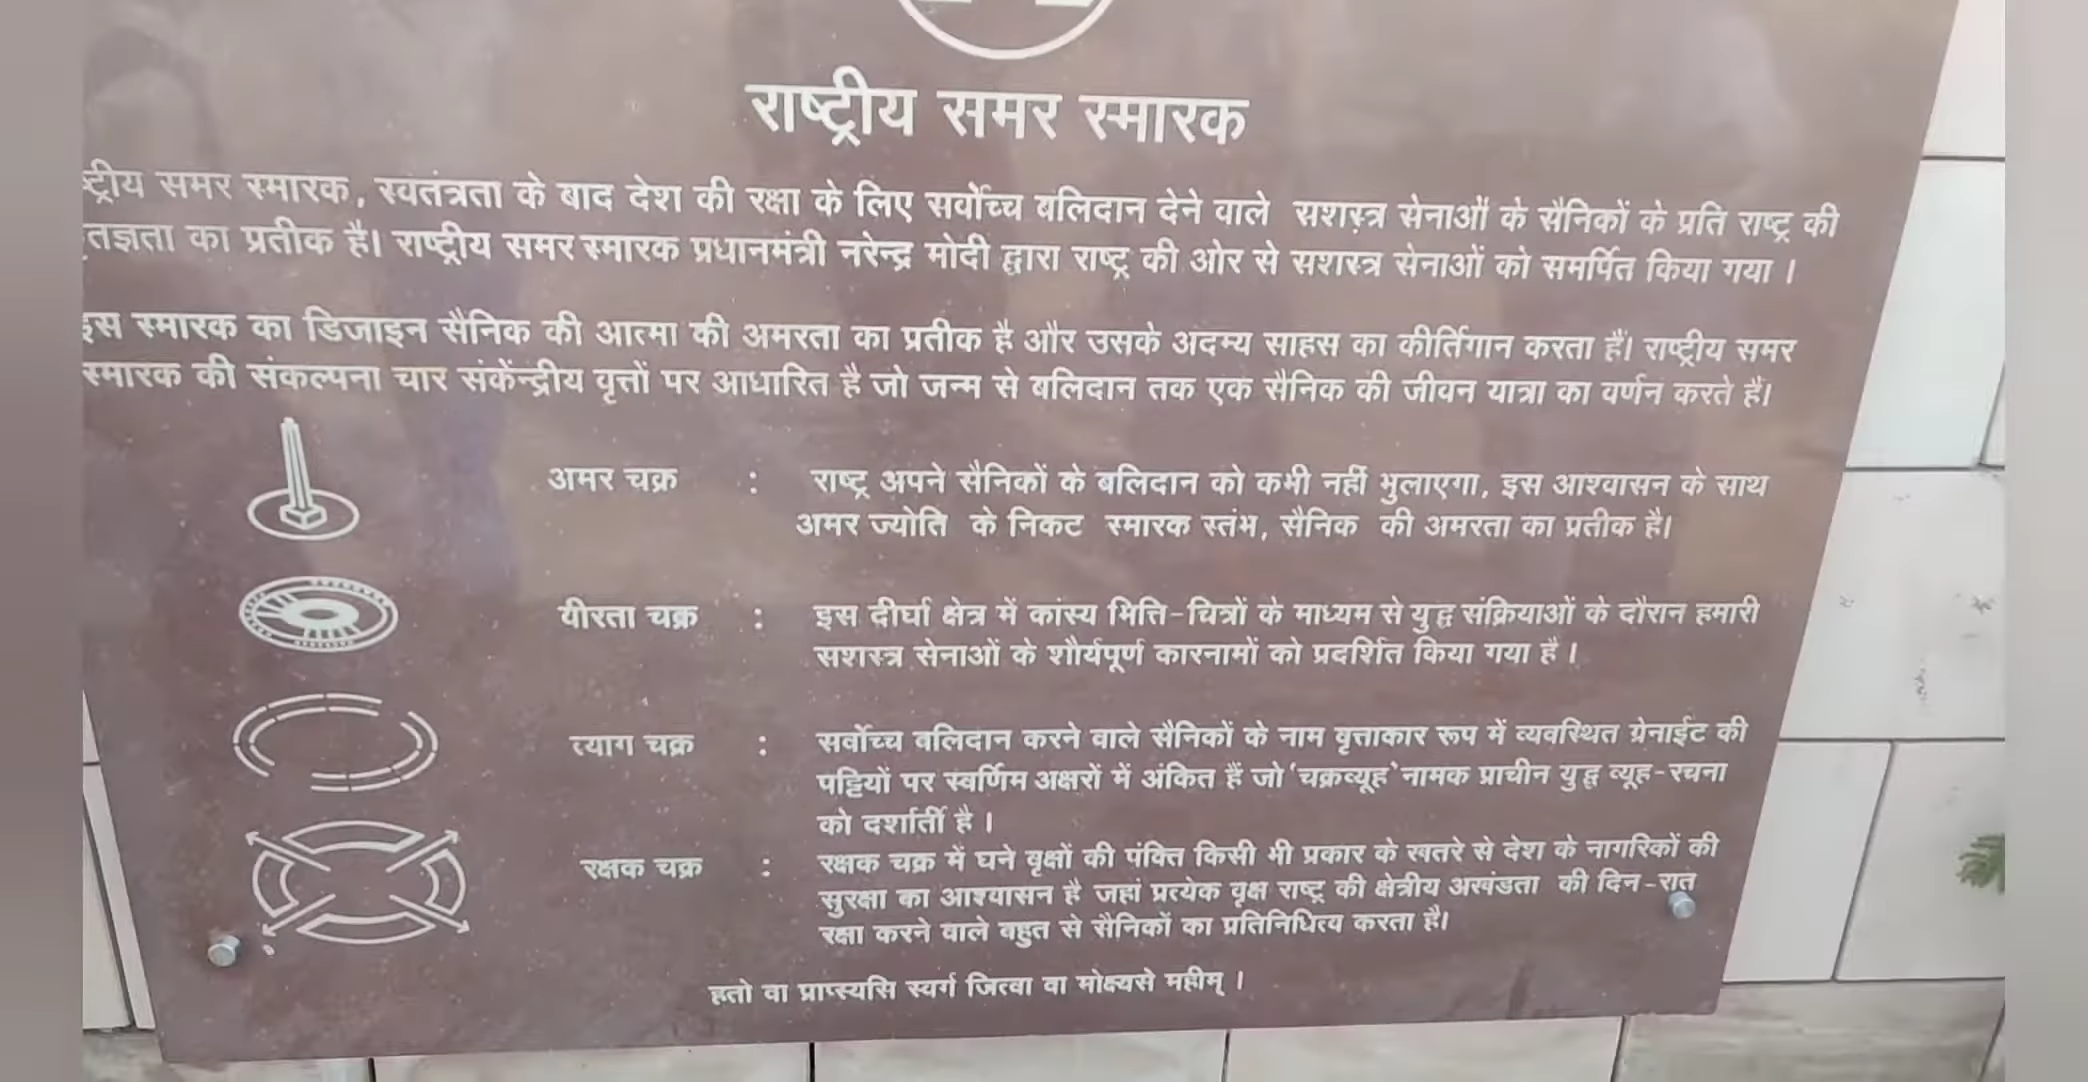 राष्ट्रीय समर स्मारक
ष्ट्रीय समर स्मारक, स्वतंत्रता के बाद देश की रक्षा के लिए सर्वोच्च बलिदान देने वाले सशस्त्र सेनाओं के सैनिकों के प्रति राष्ट्र की
तज्ञता का प्रतीक है। राष्ट्रीय समर स्मारक प्रधानमंत्री नरेन्द्र मोदी द्वारा राष्ट्र की ओर से सशस्त्र सेनाओं को समर्पित किया गया ।
इस स्मारक का डिजाइन सैनिक की आत्मा की अमरता का प्रतीक है और उसके अदम्य साहस का कीर्तिगान करता हैं। राष्ट्रीय समर
स्मारक की संकल्पना चार संकेंन्द्रीय वृत्तों पर आधारित है जो जन्म से बलिदान तक एक सैनिक की जीवन यात्रा का वर्णन करते हैं।
अमर चक्र : राष्ट्र अपने सैनिकों के बलिदान को कभी नहीं भुलाएगा, इस आश्वासन के साथ
अमर ज्योति के निकट स्मारक स्तंभ, सैनिक की अमरता का प्रतीक है।
वीरता चक्र : इस दीर्घा क्षेत्र में कांस्य भित्ति-चित्रों के माध्यम से युद्ध संक्रियाओं के दौरान हमारी
सशस्त्र सेनाओं के शौर्यपूर्ण कारनामों को प्रदर्शित किया गया है ।
त्याग चक्र : सर्वोच्च बलिदान करने वाले सैनिकों के नाम वृत्ताकार रूप में व्यवस्थित ग्रेनाईट की
पट्टियों पर स्वर्णिम अक्षरों में अंकित हैं जो 'चक्रव्यूह' नामक प्राचीन युद्ध व्यूह-रचना
को दर्शार्ती है ।
रक्षक चक्र : रक्षक चक्र में घने वृक्षों की पंक्ति किसी भी प्रकार के खतरे से देश के नागरिकों की
सुरक्षा का आश्वासन है जहां प्रत्येक वृक्ष राष्ट्र की क्षेत्रीय अखंडता की दिन-रात
रक्षा करने वाले बहुत से सैनिकों का प्रतिनिधित्व करता है।
हतो वा प्राप्स्यसि स्वर्ग जित्वा वा मोक्ष्यसे महीम् ।